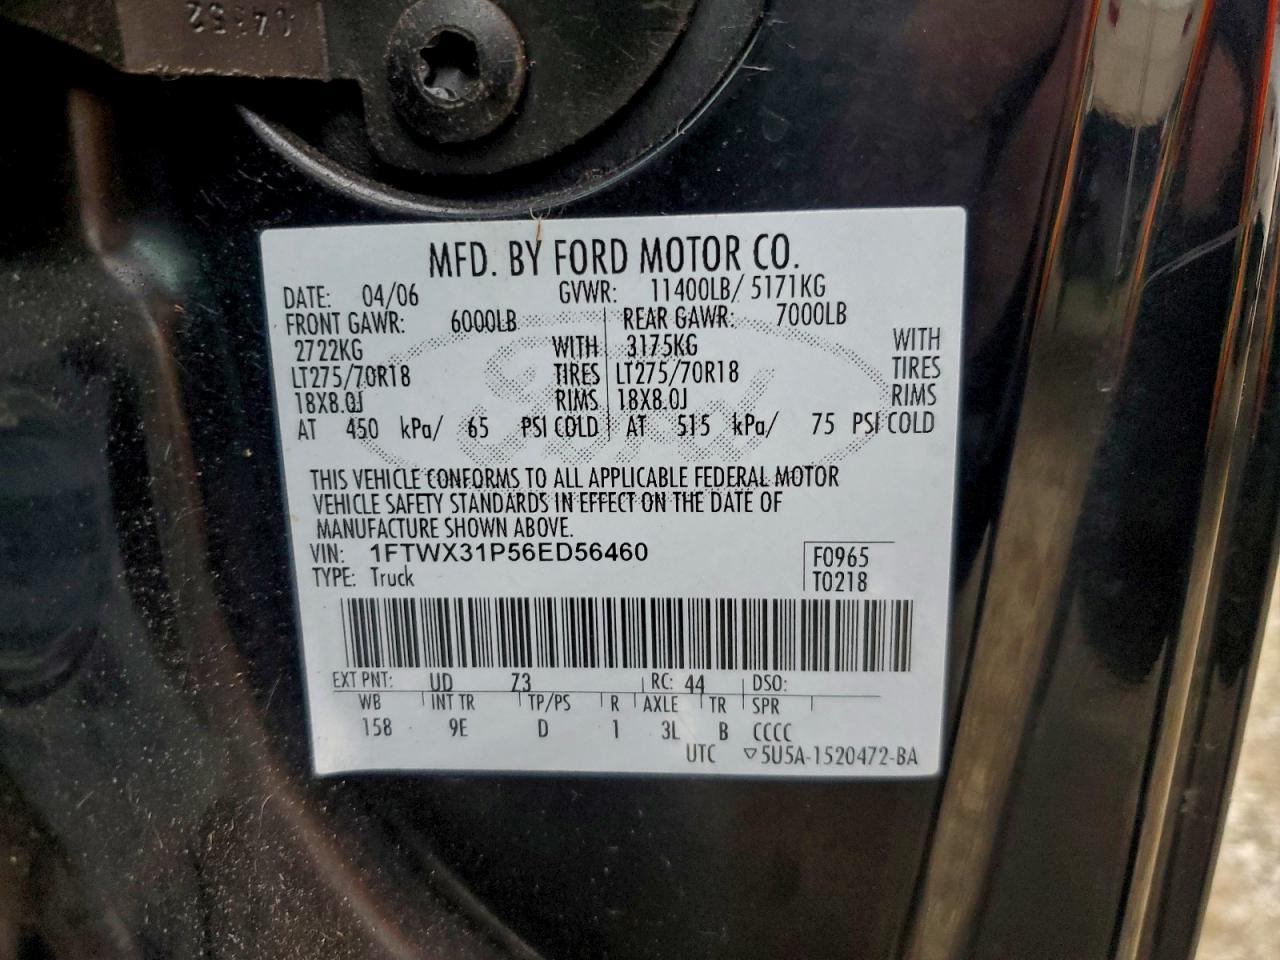 MFD. BY FORD MOTOR CO.
DATE: 04/06 GVWR: 11400LB/ 5171KG
FRONT GAWR: 6000LB REAR GAWR: 7000LB
2722KG WITH 3175KG WITH
LT275/70R18 TIRES LT275/70R18 TIRES
18X8.0J RIMS 18X8.0J RIMS
AT 450 kPa/ 65 PSI COLD AT 515 kPa/ 75 PSI COLD
THIS VEHICLE CONFORMS TO ALL APPLICABLE FEDERAL MOTOR
VEHICLE SAFETY STANDARDS IN EFFECT ON THE DATE OF
MANUFACTURE SHOWN ABOVE.
VIN: 1FTWX31P56ED56460 F0965
TYPE: Truck T0218
EXT PNT: UD Z3 RC: 44 DSO:
WB INT TR TP/PS R AXLE TR SPR
158 9E D 1 3L B CCCC
UTC ▽5U5A-1520472-BA